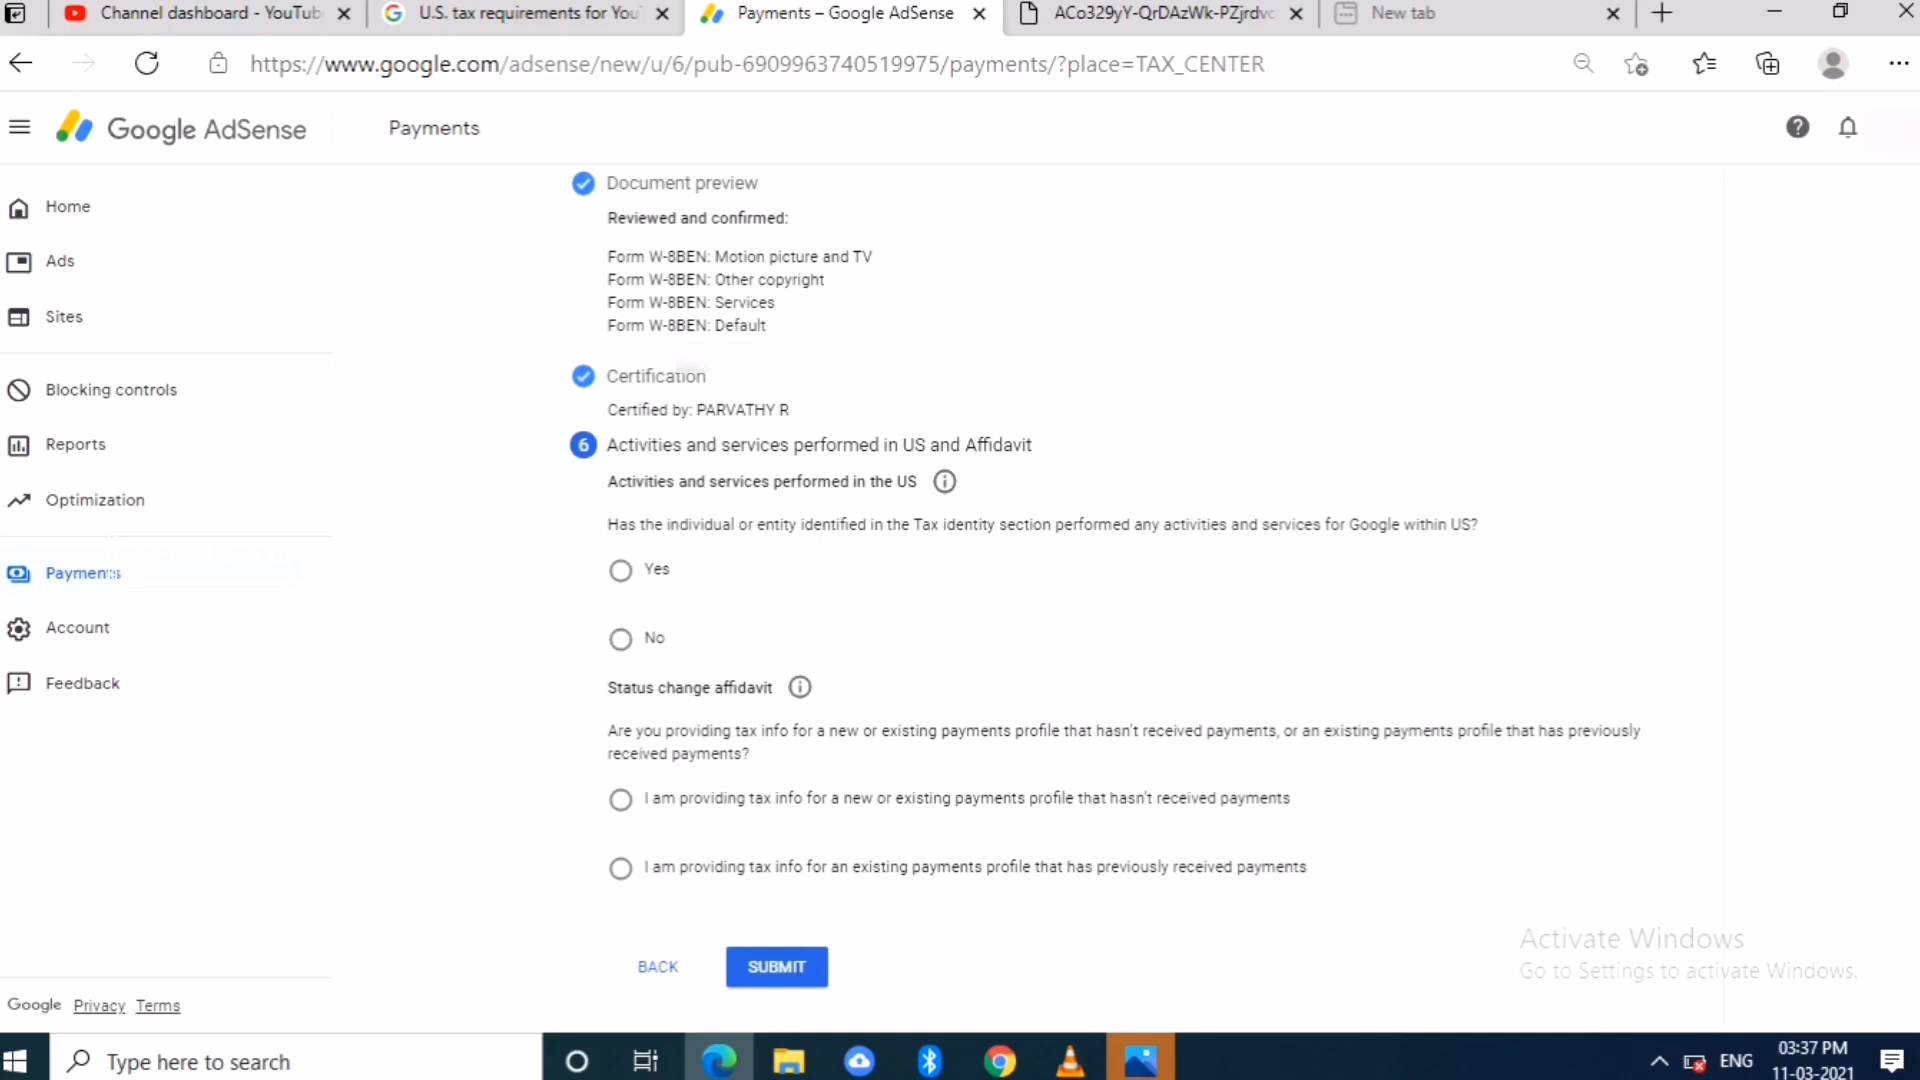 Channel dashboard - YouTub
U.S. tax requirements for You
Payments – Google AdSense
ACo329yY-QrDAzWk-PZjrdvc
New tab
https://www.google.com/adsense/new/u/6/pub-6909963740519975/payments/?place=TAX_CENTER
Google AdSense
Payments
Home
Ads
Sites
Blocking controls
Reports
Optimization
Payments
Account
Feedback
Google Privacy Terms
Document preview
Reviewed and confirmed:
Form W-8BEN: Motion picture and TV
Form W-8BEN: Other copyright
Form W-8BEN: Services
Form W-8BEN: Default
Certification
Certified by: PARVATHY R
6 Activities and services performed in US and Affidavit
Activities and services performed in the US
Has the individual or entity identified in the Tax identity section performed any activities and services for Google within US?
Yes
No
Status change affidavit
Are you providing tax info for a new or existing payments profile that hasn't received payments, or an existing payments profile that has previously
received payments?
I am providing tax info for a new or existing payments profile that hasn't received payments
I am providing tax info for an existing payments profile that has previously received payments
BACK SUBMIT
Activate Windows
Go to Settings to activate Windows.
Type here to search
ENG
03:37 PM
11-03-2021